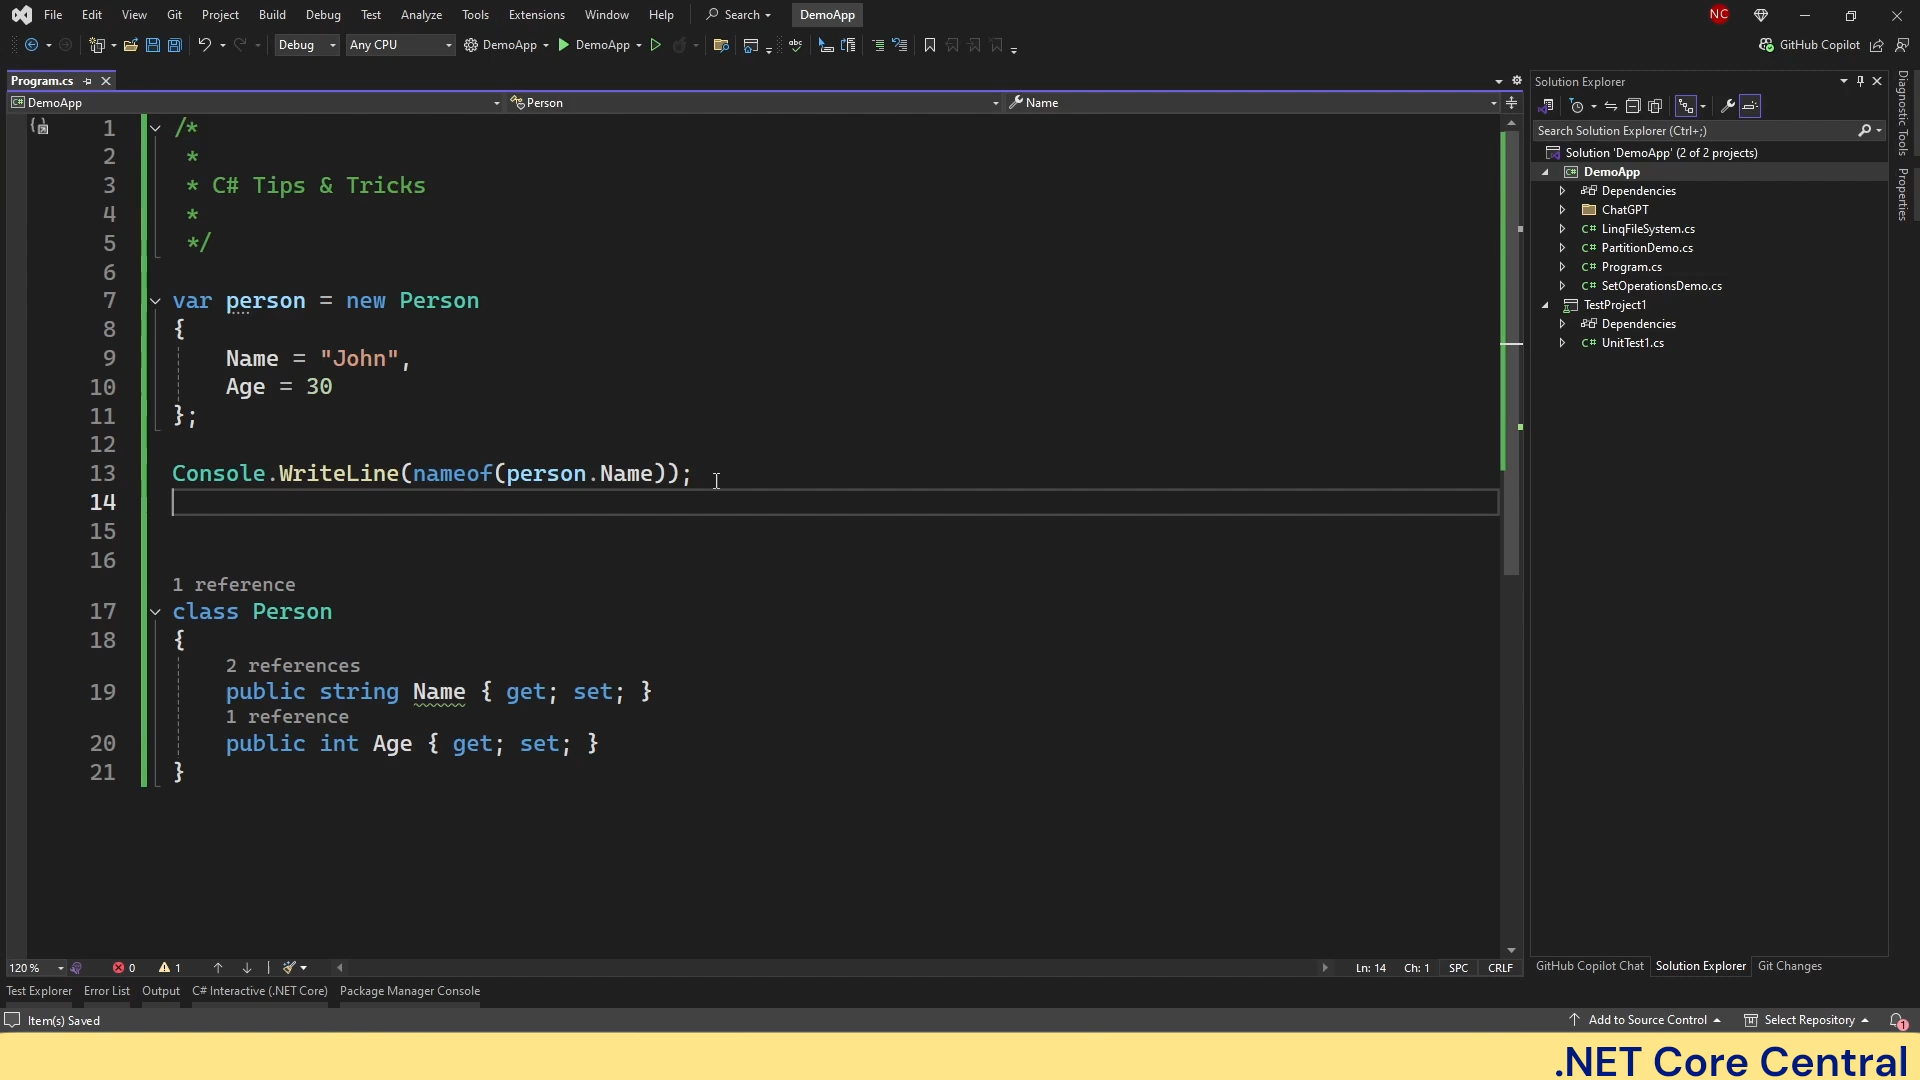 File Edit View Git Project Build Debug Test Analyze Tools Extensions Window Help Search DemoApp NC
Debug Any CPU DemoApp DemoApp GitHub Copilot
Program.cs
DemoApp Person Name
1 /*
2 *
3 * C# Tips & Tricks
4 *
5 */
6
7 var person = new Person
8 {
9 Name = "John",
10 Age = 30
11 };
12
13 Console.WriteLine(nameof(person.Name));
14
15
16
1 reference
17 class Person
18 {
2 references
19 public string Name { get; set; }
1 reference
20 public int Age { get; set; }
21 }
Solution Explorer
Search Solution Explorer (Ctrl+;)
Solution 'DemoApp' (2 of 2 projects)
C# DemoApp
Dependencies
ChatGPT
C# LinqFileSystem.cs
C# PartitionDemo.cs
C# Program.cs
C# SetOperationsDemo.cs
TestProject1
Dependencies
C# UnitTest1.cs
Diagnostic Tools
Properties
120 % 0 1 Ln: 14 Ch: 1 SPC CRLF
GitHub Copilot Chat Solution Explorer Git Changes
Test Explorer Error List Output C# Interactive (.NET Core) Package Manager Console
Item(s) Saved Add to Source Control Select Repository 1
.NET Core Central